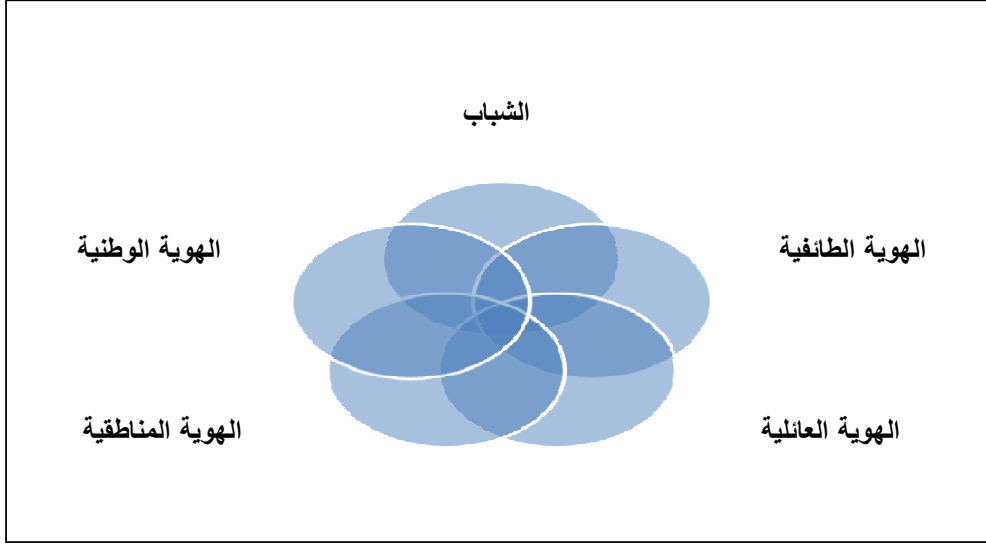 الشباب
الهوية الطائفية
الهوية الوطنية
الهوية العائلية
الهوية المناطقية